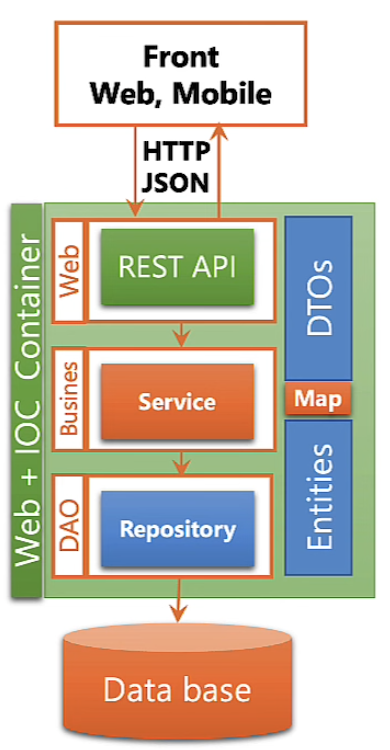 Front
Web, Mobile
HTTP
JSON
Web + IOC Container
Web
REST API
DTOs
Busines
Service
Map
DAO
Repository
Entities
Data base